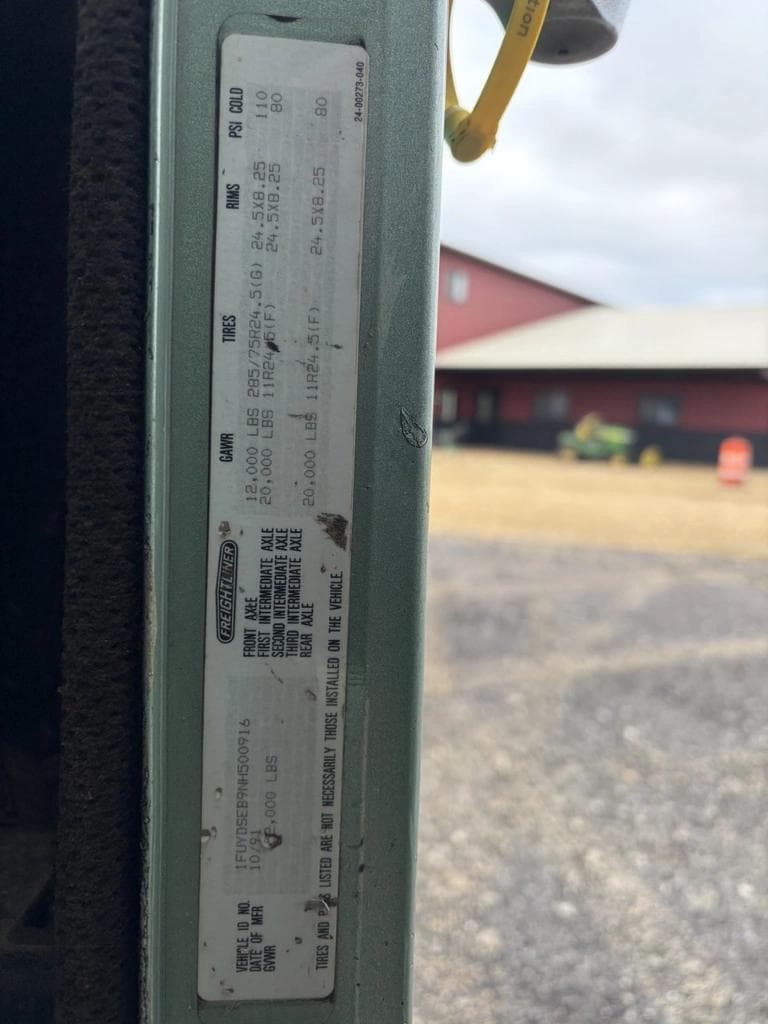 FREIGHTLINER
GAWR TIRES RIMS PSI COLD
FRONT AXLE 12,000 LBS 285/75R24.5(G) 24.5X8.25 110
FIRST INTERMEDIATE AXLE 20,000 LBS 11R24.5(F) 24.5X8.25 80
SECOND INTERMEDIATE AXLE
THIRD INTERMEDIATE AXLE
REAR AXLE 20,000 LBS 11R24.5(F) 24.5X8.25 80
VEHICLE ID NO. 1FUYDSEB9NH500916
DATE OF MFR 10/91
GVWR LBS
TIRES AND LISTED ARE NOT NECESSARILY THOSE INSTALLED ON THE VEHICLE.
24-00273-040